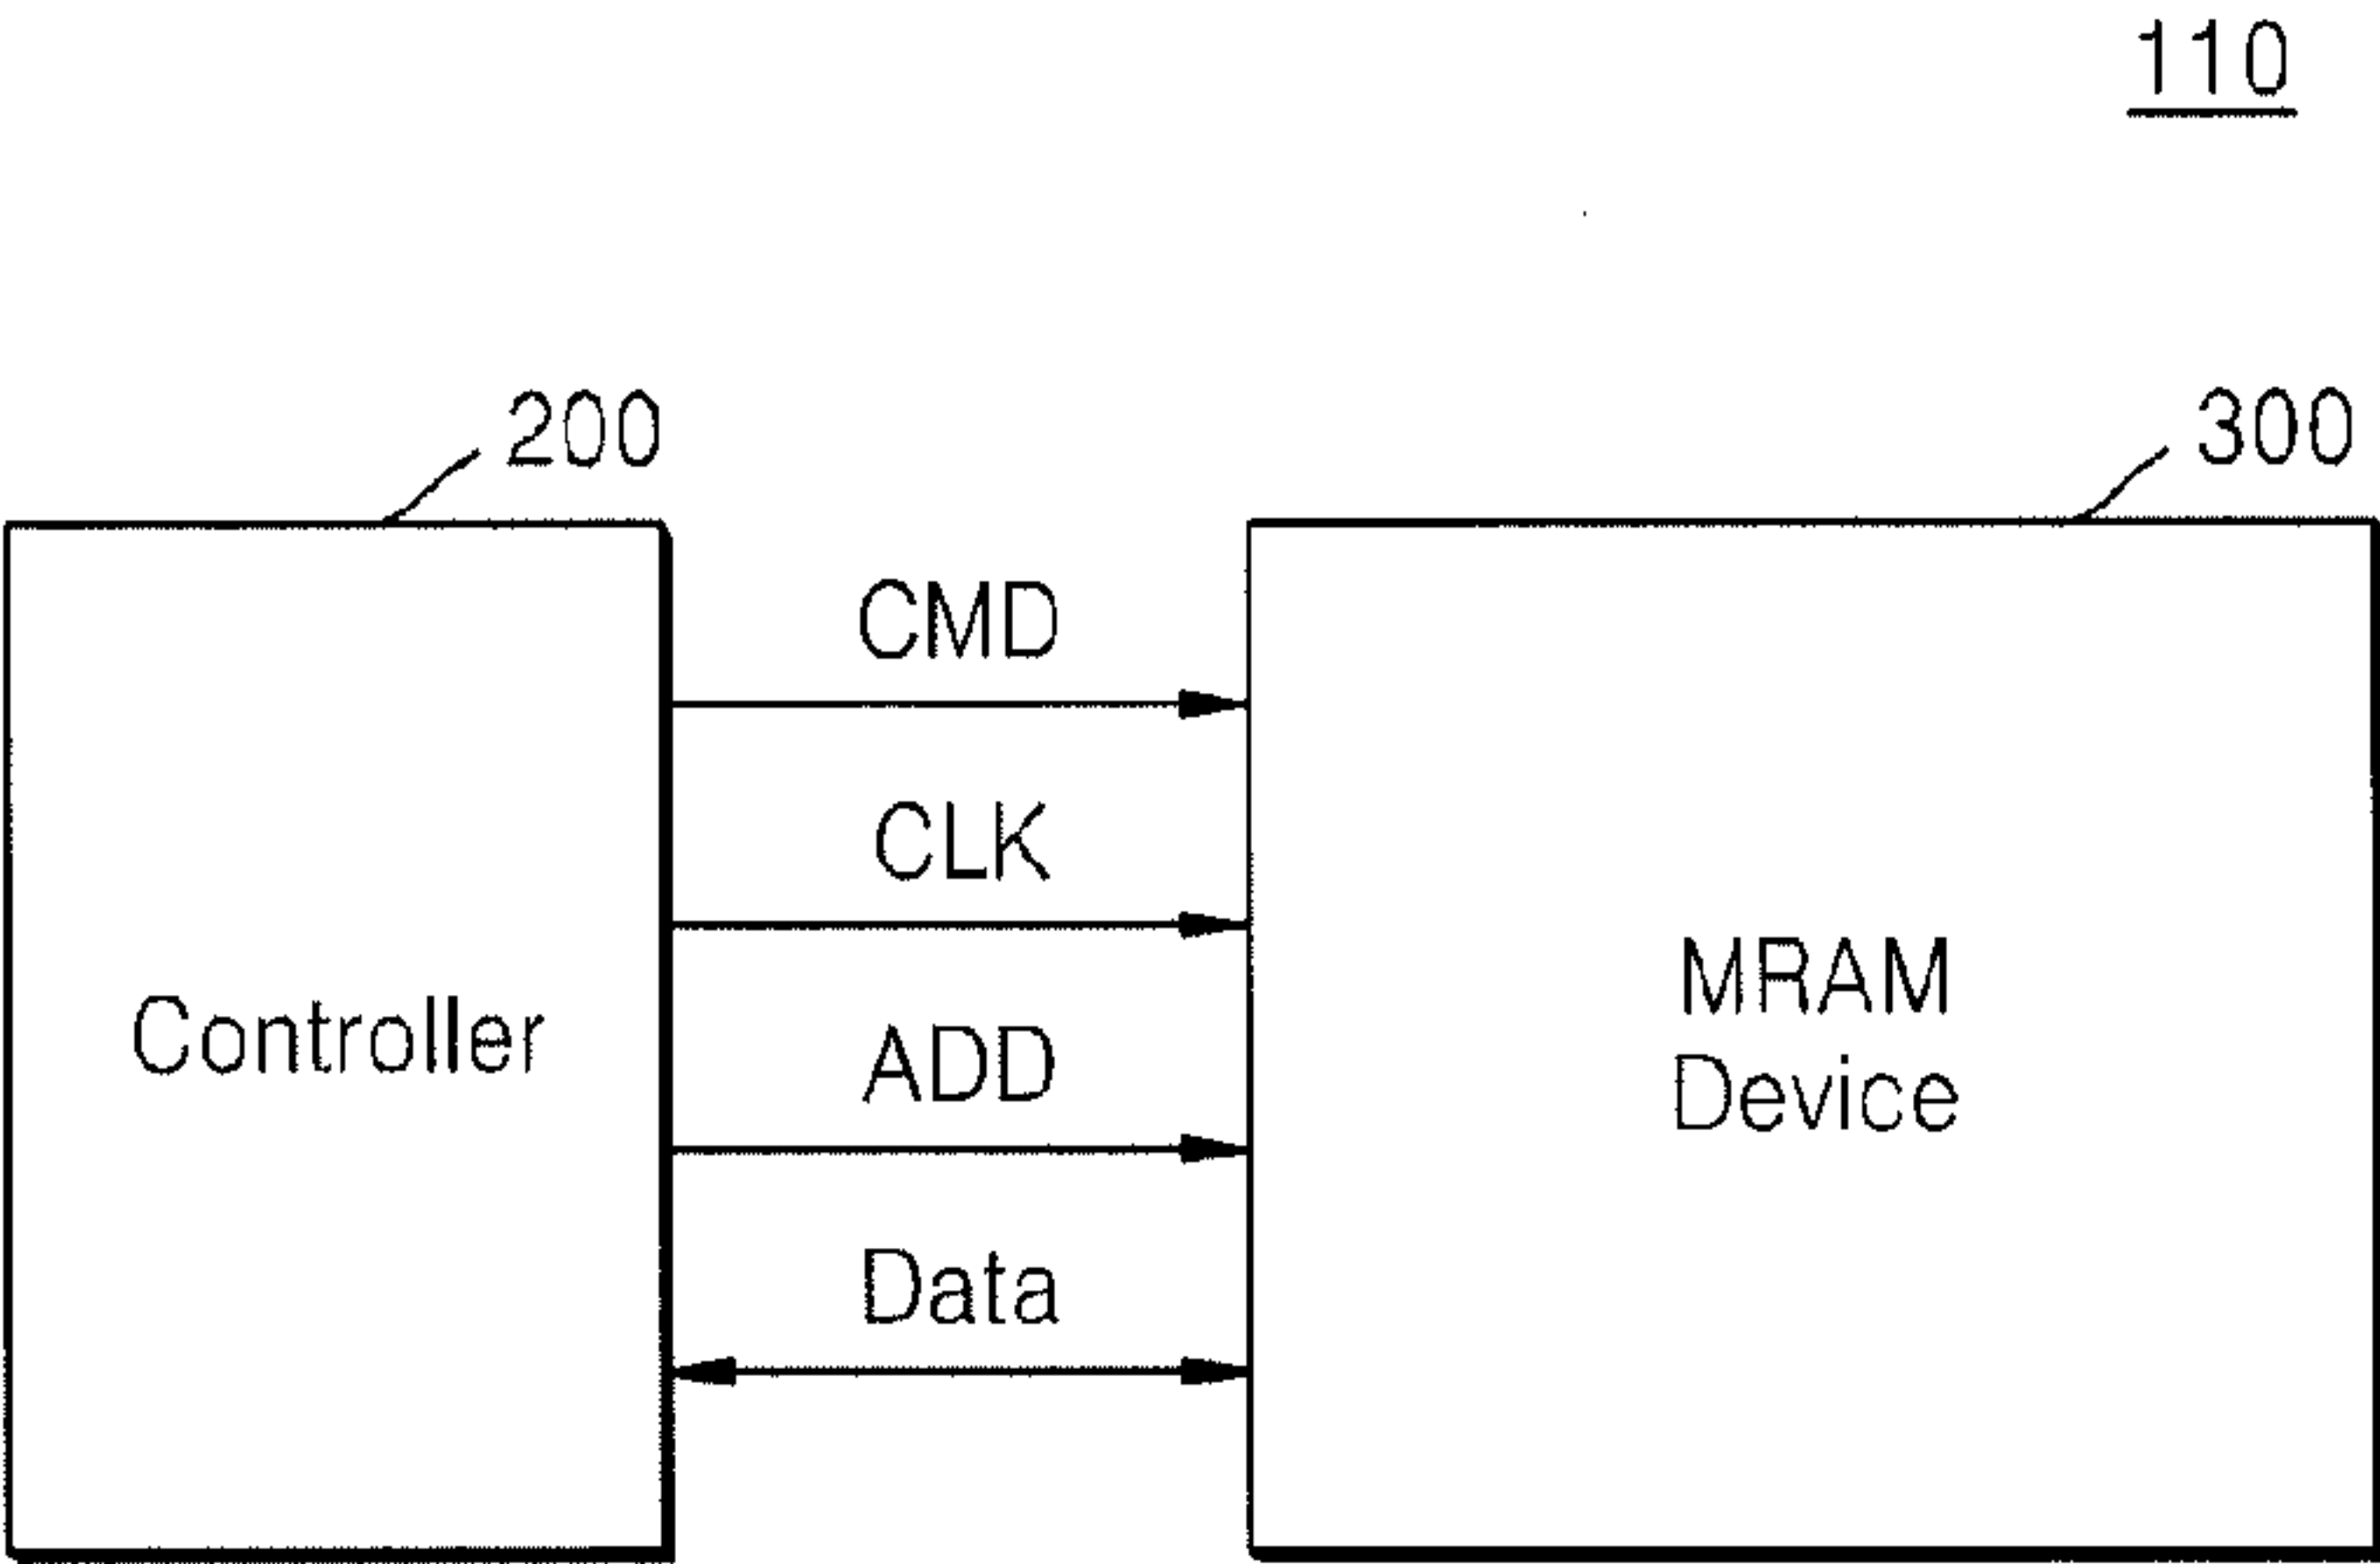 110
200
300
CMD
CLK
Controller
ADD
MRAM
Device
Data